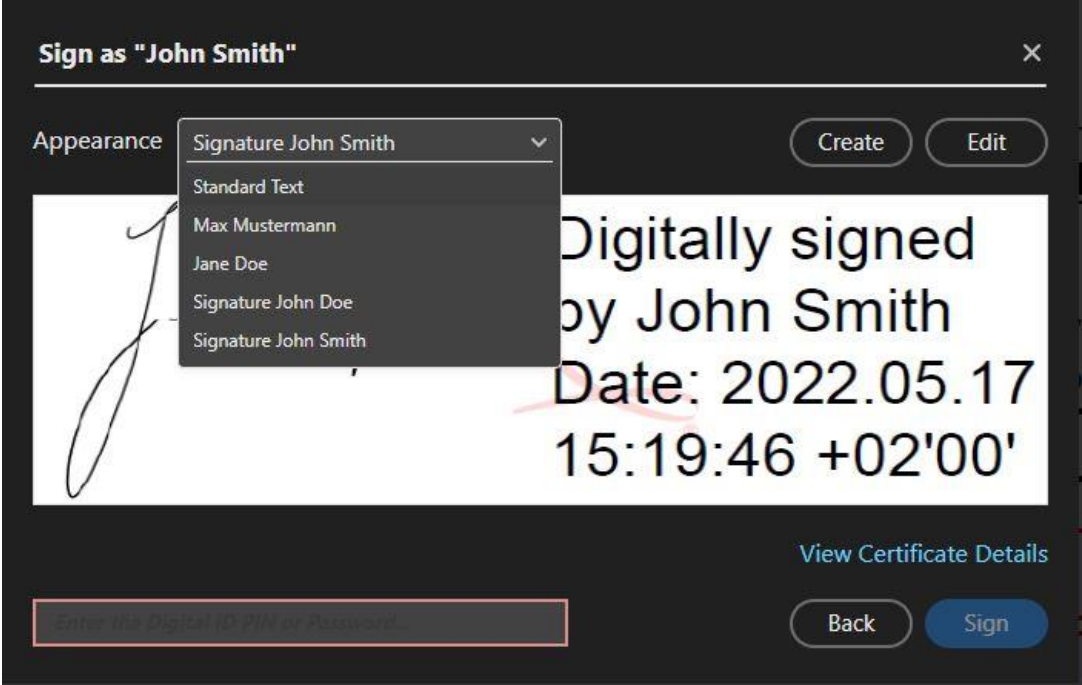 Sign as "John Smith"
Appearance
Signature John Smith
Create
Edit
Standard Text
Max Mustermann
Jane Doe
Signature John Doe
Signature John Smith
Digitally signed
by John Smith
Date: 2022.05.17
15:19:46 +02'00'
View Certificate Details
Enter the Digital ID PIN or Password...
Back
Sign